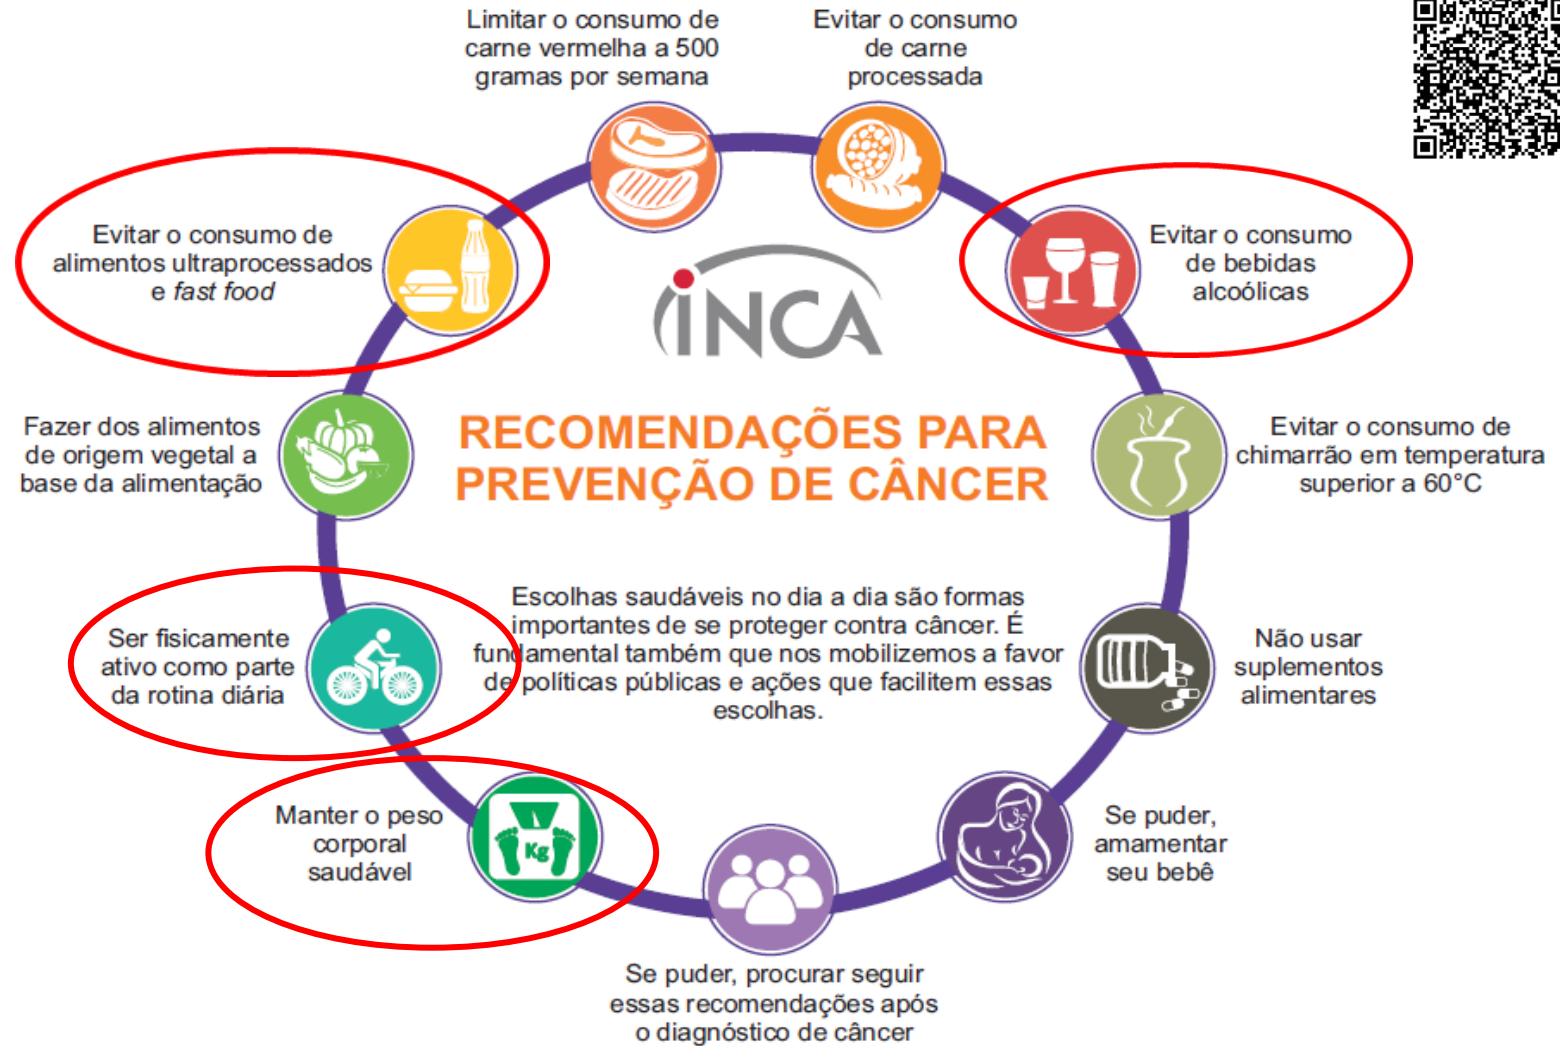 Limitar o consumo de
carne vermelha a 500
gramas por semana
Evitar o consumo
de carne
processada
Evitar o consumo de
alimentos ultraprocessados
e fast food
Evitar o consumo
de bebidas
alcoólicas
INCA
RECOMENDAÇÕES PARA
PREVENÇÃO DE CÂNCER
Fazer dos alimentos
de origem vegetal a
base da alimentação
Evitar o consumo de
chimarrão em temperatura
superior a 60°C
Escolhas saudáveis no dia a dia são formas
importantes de se proteger contra câncer. É
fundamental também que nos mobilizemos a favor
de políticas públicas e ações que facilitem essas
escolhas.
Ser fisicamente
ativo como parte
da rotina diária
Não usar
suplementos
alimentares
Manter o peso
corporal
saudável
Kg
Se puder,
amamentar
seu bebê
Se puder, procurar seguir
essas recomendações após
o diagnóstico de câncer